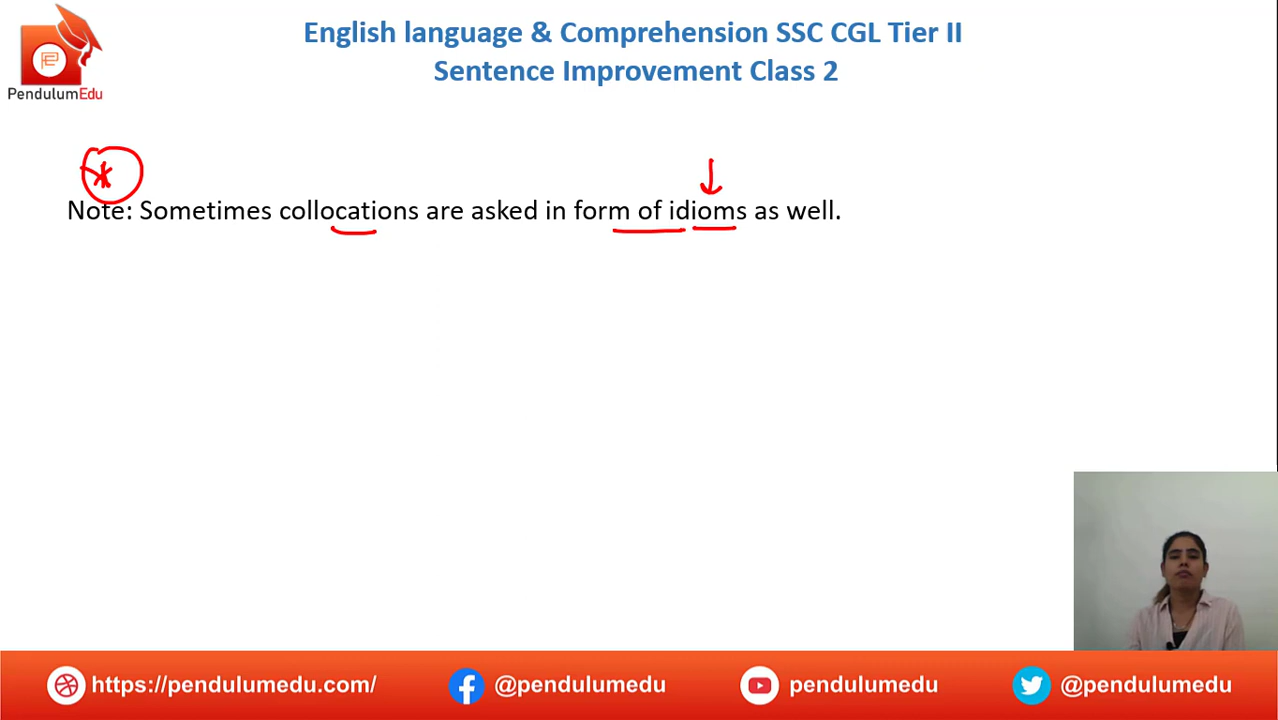 English language & Comprehension SSC CGL Tier II
Sentence Improvement Class 2
PendulumEdu
Note: Sometimes collocations are asked in form of idioms as well.
https://pendulumedu.com/
@pendulumedu
pendulumedu
@pendulumedu